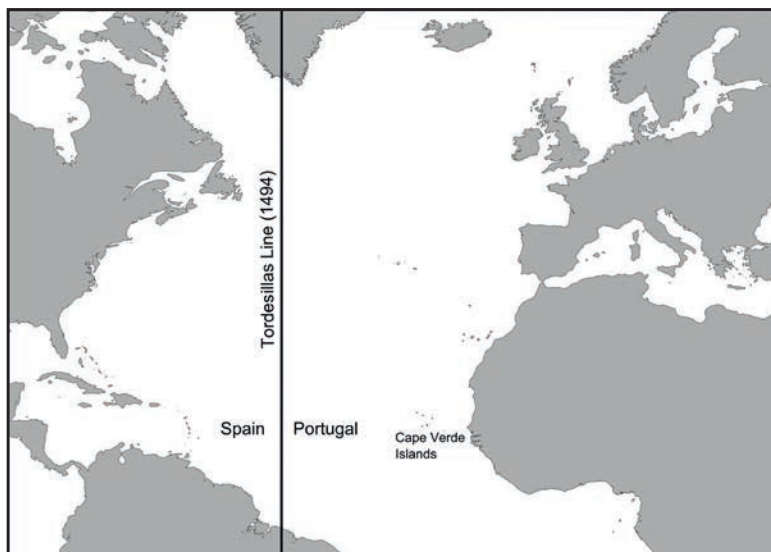 Tordesillas Line (1494)
Spain
Portugal
Cape Verde
Islands